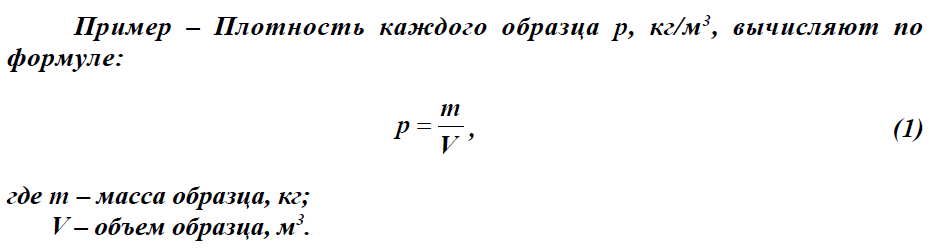 Пример – Плотность каждого образца p, кг/м³, вычисляют по
формуле:
p = m/V, (1)
где m – масса образца, кг;
V – объем образца, м³.